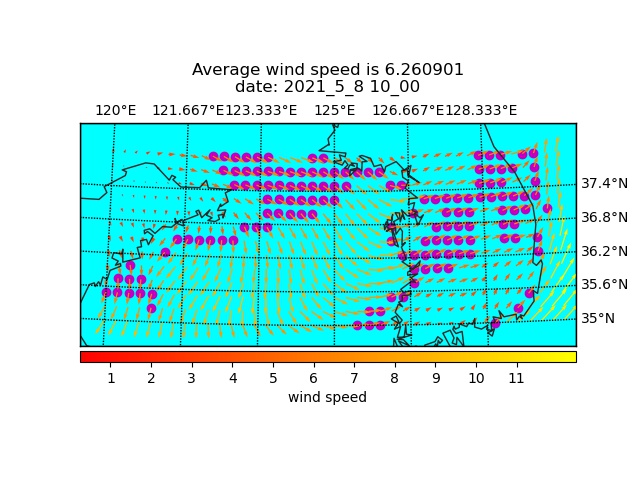 Average wind speed is 6.260901
date: 2021_5_8 10_00
120°E 121.667°E 123.333°E 125°E 126.667°E 128.333°E
37.4°N
36.8°N
36.2°N
35.6°N
35°N
1 2 3 4 5 6 7 8 9 10 11
wind speed